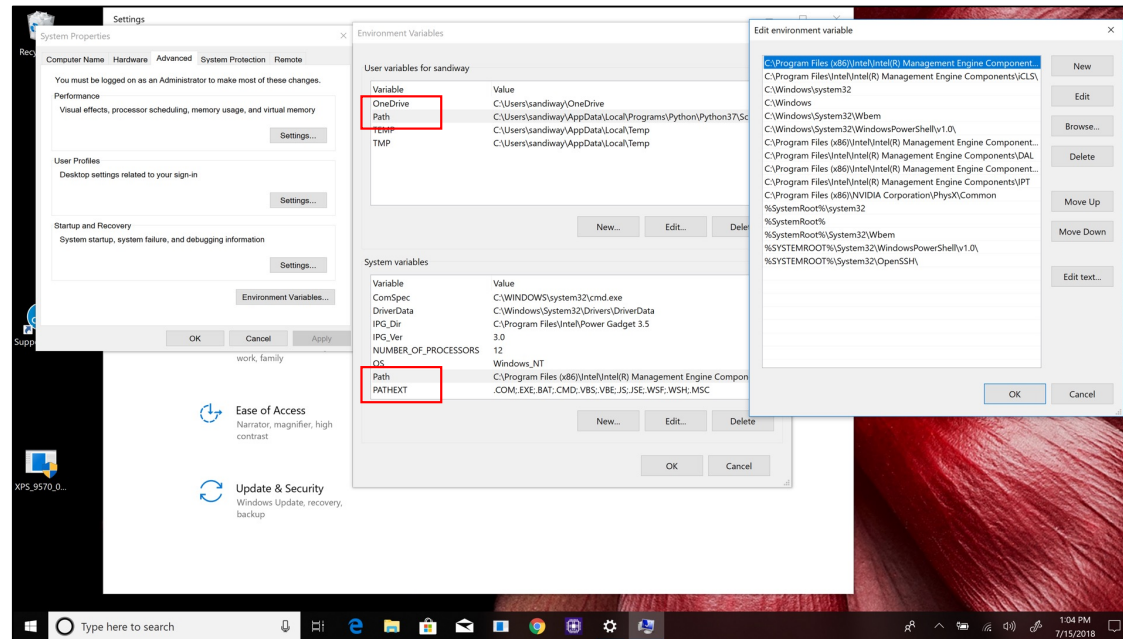 Settings
System Properties
Computer Name Hardware Advanced System Protection Remote
You must be logged on as an Administrator to make most of these changes.
Performance
Visual effects, processor scheduling, memory usage, and virtual memory
Settings...
User Profiles
Desktop settings related to your sign-in
Settings...
Startup and Recovery
System startup, system failure, and debugging information
Settings...
Environment Variables...
OK Cancel Apply
Environment Variables
User variables for sandiway
Variable Value
OneDrive C:\Users\sandiway\OneDrive
Path C:\Users\sandiway\AppData\Local\Programs\Python\Python37\Sc
TEMP C:\Users\sandiway\AppData\Local\Temp
TMP C:\Users\sandiway\AppData\Local\Temp
New... Edit... Dele
System variables
Variable Value
ComSpec C:\WINDOWS\system32\cmd.exe
DriverData C:\Windows\System32\Drivers\DriverData
IPG_Dir C:\Program Files\Intel\Power Gadget 3.5
IPG_Ver 3.0
NUMBER_OF_PROCESSORS 12
OS Windows_NT
Path C:\Program Files (x86)\Intel\Intel(R) Management Engine Compon
PATHEXT .COM;.EXE;.BAT;.CMD;.VBS;.VBE;.JS;.JSE;.WSF;.WSH;.MSC
New... Edit... Delete
OK Cancel
Edit environment variable
C:\Program Files (x86)\Intel\Intel(R) Management Engine Component...
C:\Program Files\Intel\Intel(R) Management Engine Components\iCLS\
C:\Windows\system32
C:\Windows
C:\Windows\System32\Wbem
C:\Windows\System32\WindowsPowerShell\v1.0\
C:\Program Files (x86)\Intel\Intel(R) Management Engine Component...
C:\Program Files\Intel\Intel(R) Management Engine Components\DAL
C:\Program Files (x86)\Intel\Intel(R) Management Engine Component...
C:\Program Files\Intel\Intel(R) Management Engine Components\IPT
C:\Program Files (x86)\NVIDIA Corporation\PhysX\Common
%SystemRoot%\system32
%SystemRoot%
%SystemRoot%\System32\Wbem
%SYSTEMROOT%\System32\WindowsPowerShell\v1.0\
%SYSTEMROOT%\System32\OpenSSH\
New
Edit
Browse...
Delete
Move Up
Move Down
Edit text...
OK Cancel
Recy
Supp
XPS_9570_0...
work, family
Ease of Access
Narrator, magnifier, high
contrast
Update & Security
Windows Update, recovery,
backup
Type here to search
1:04 PM
7/15/2018